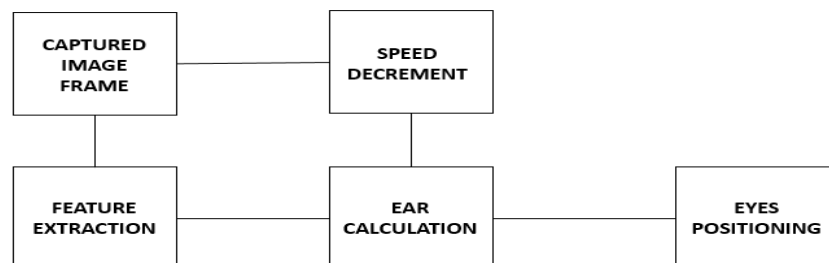 CAPTURED
IMAGE
FRAME
SPEED
DECREMENT
FEATURE
EXTRACTION
EAR
CALCULATION
EYES
POSITIONING